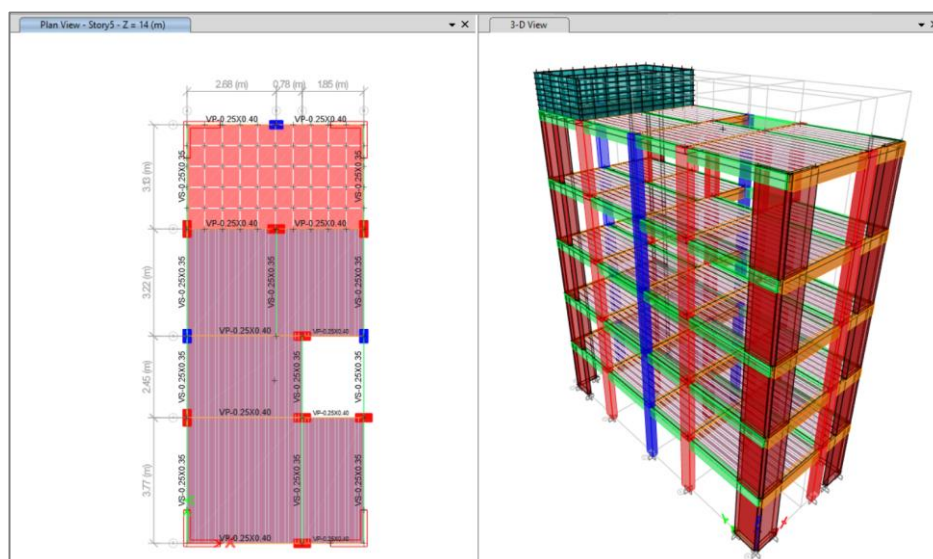 Plan View - Story5 - Z = 14 (m)
3-D View
2.68 (m)
0.78 (m)
1.85 (m)
VP-0.25X0.40
VP-0.25X0.40
3.13 (m)
VS-0.25X0.35
VS-0.25X0.35
VP-0.25X0.40
VP-0.25X0.40
3.22 (m)
VS-0.25X0.35
VS-0.25X0.35
VS-0.25X0.35
VP-0.25X0.40
VP-0.25X0.40
2.45 (m)
VS-0.25X0.35
VS-0.25X0.35
VS-0.25X0.35
VP-0.25X0.40
VP-0.25X0.40
3.77 (m)
VS-0.25X0.35
VS-0.25X0.35
VS-0.25X0.35
VP-0.25X0.40
VP-0.25X0.40
X